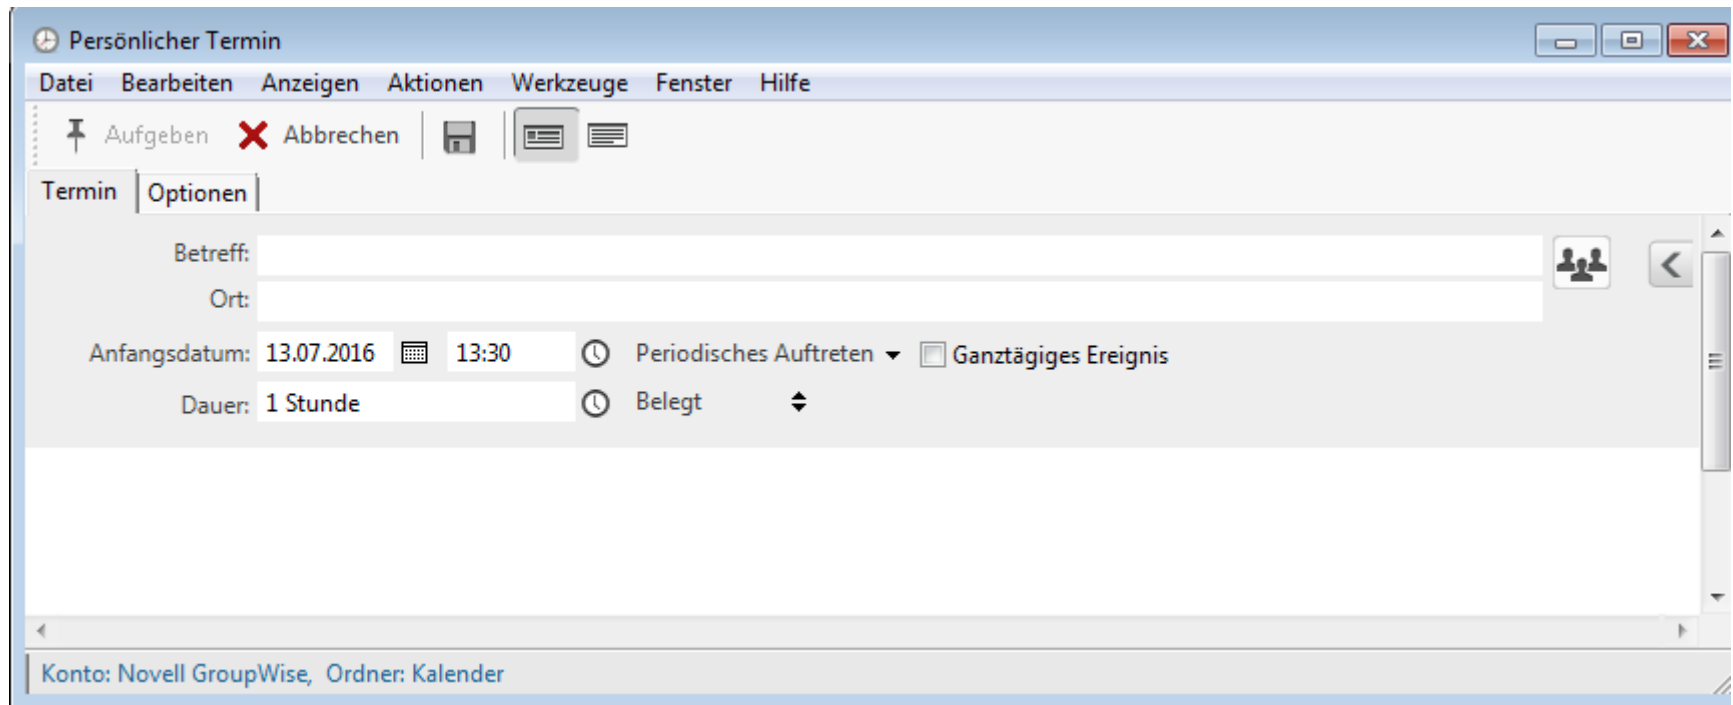 Persönlicher Termin
Datei Bearbeiten Anzeigen Aktionen Werkzeuge Fenster Hilfe
Aufgeben Abbrechen
Termin Optionen
Betreff:
Ort:
Anfangsdatum: 13.07.2016 13:30 Periodisches Auftreten Ganztägiges Ereignis
Dauer: 1 Stunde Belegt
Konto: Novell GroupWise, Ordner: Kalender